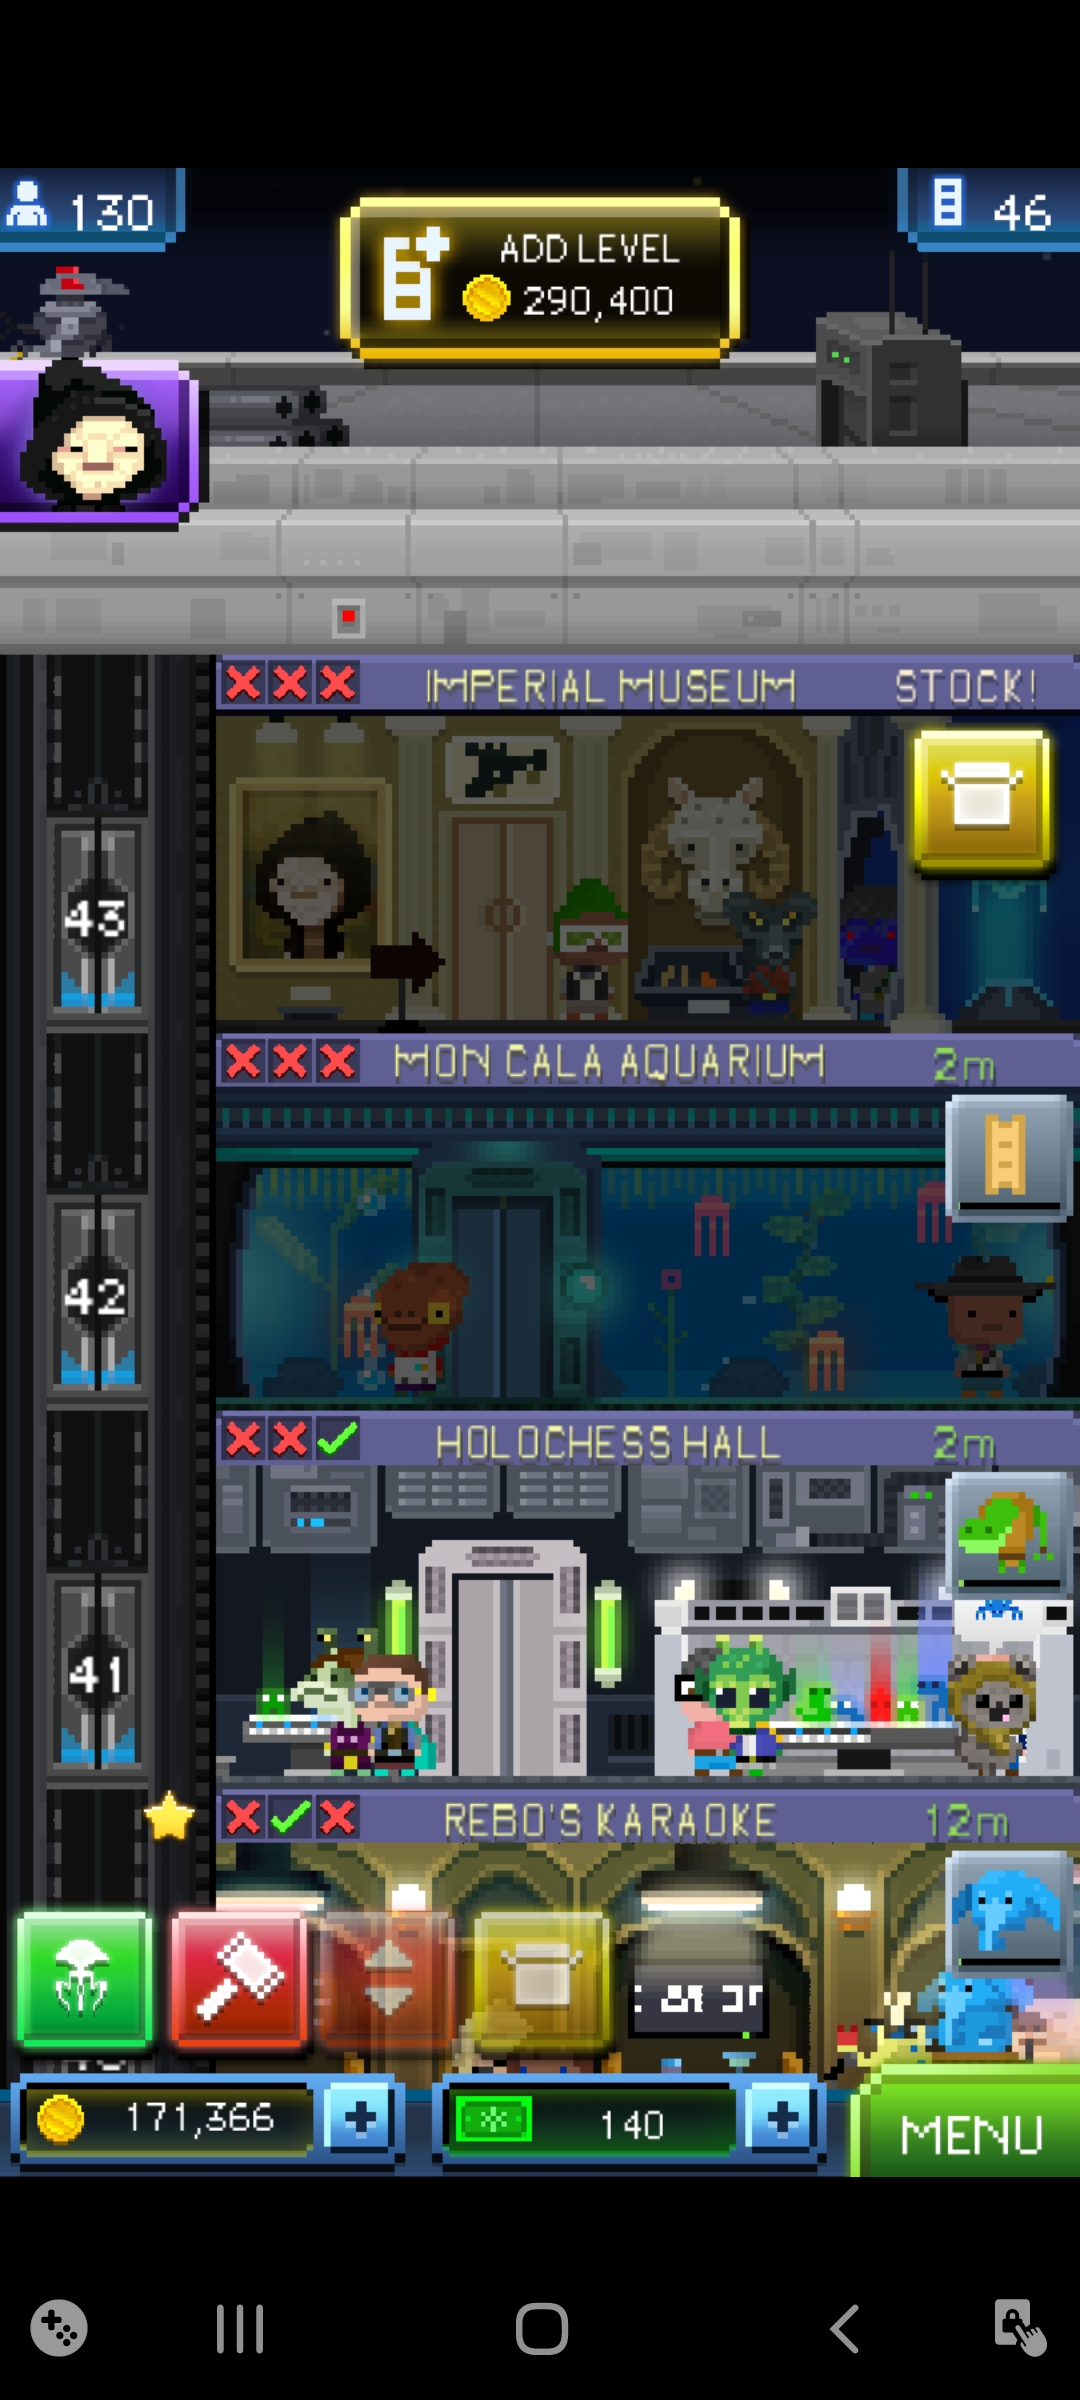 130
ADD LEVEL
290,400
46
IMPERIAL MUSEUM STOCK!
43
MON CALA AQUARIUM 2m
42
HOLOCHESS HALL 2m
41
REBO'S KARAOKE 12m
171,366
140
MENU